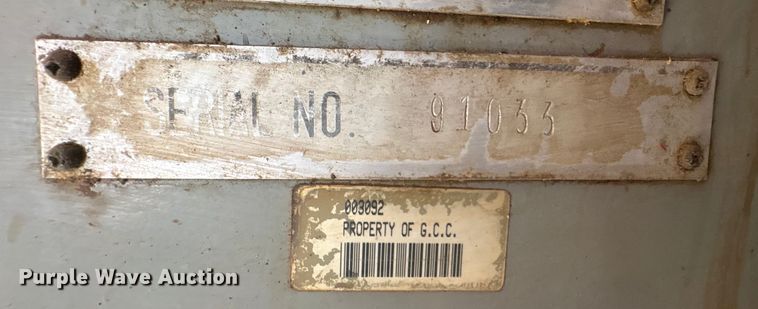 SERIAL NO. 91033
003092
PROPERTY OF G.C.C.
Purple Wave Auction